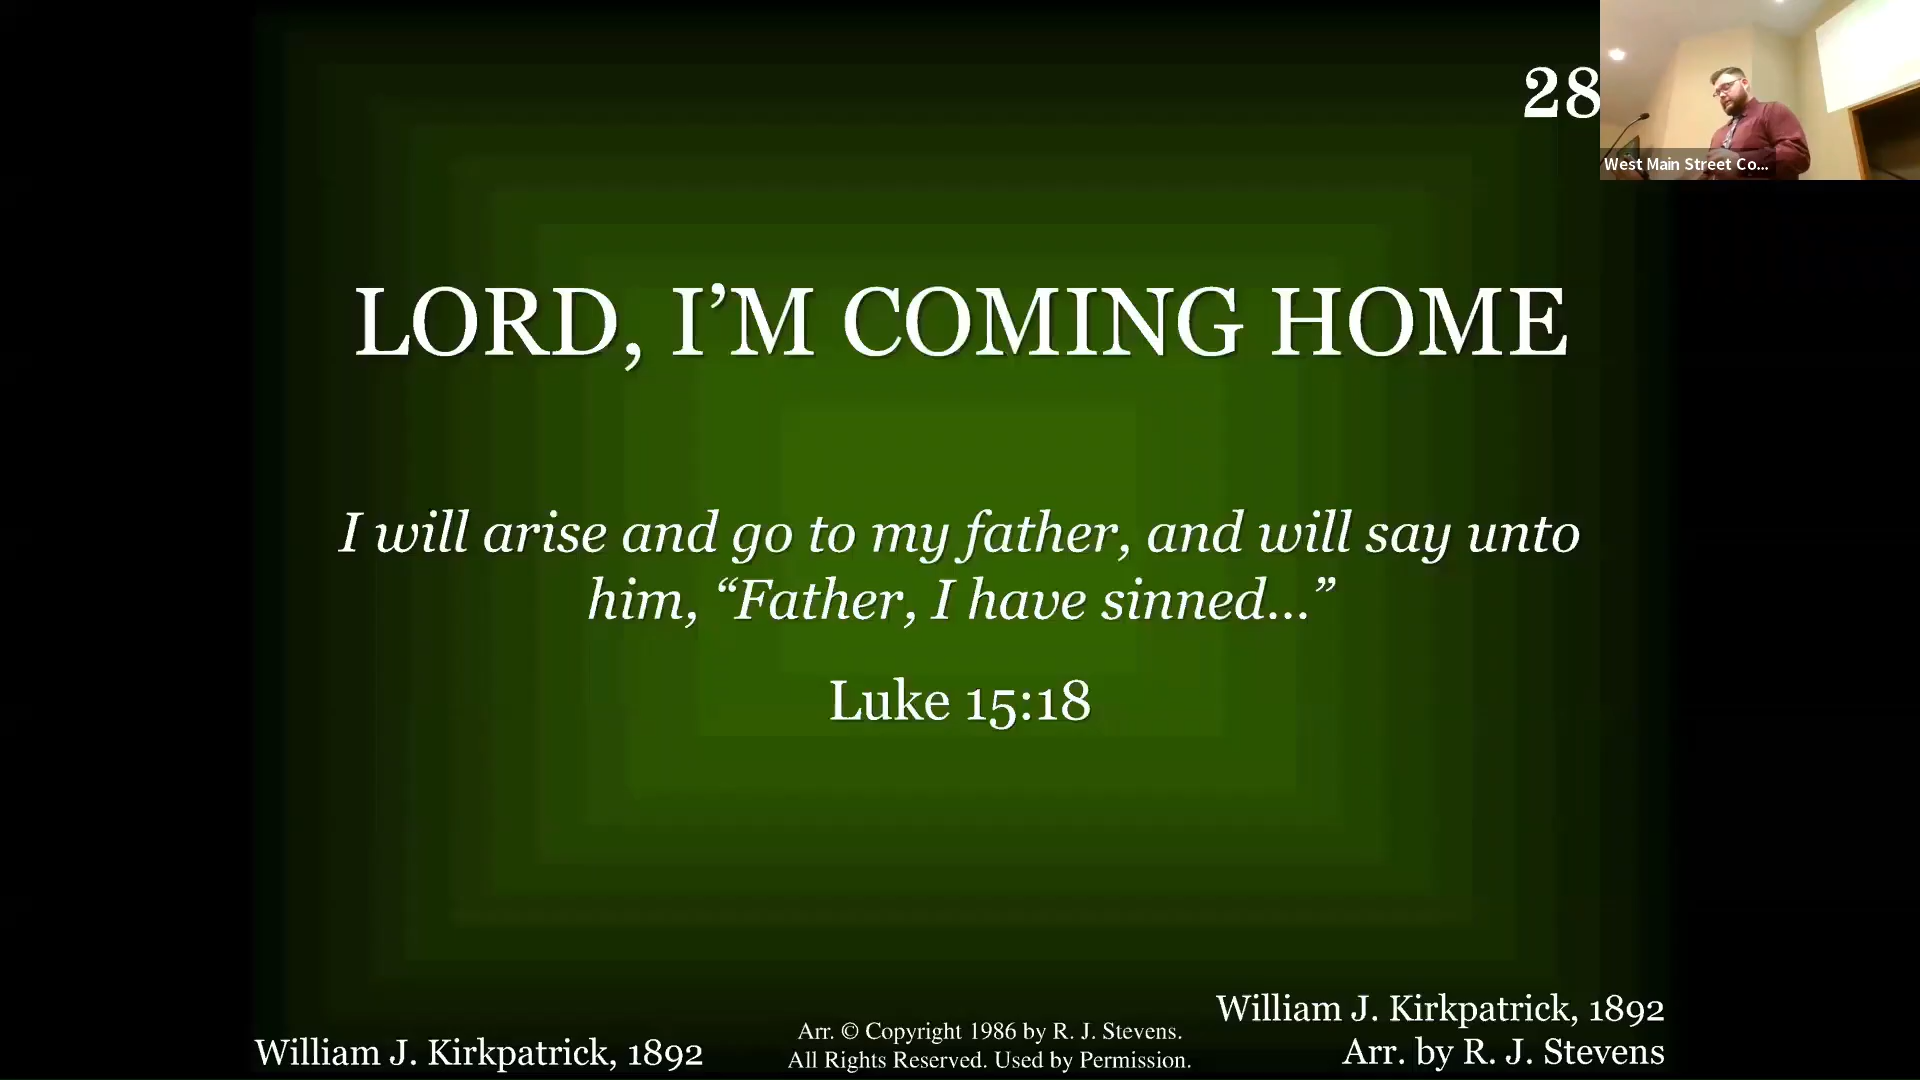 28
West Main Street Co...
LORD, I’M COMING HOME
I will arise and go to my father, and will say unto
him, “Father, I have sinned…”
Luke 15:18
William J. Kirkpatrick, 1892
Arr. © Copyright 1986 by R. J. Stevens.
All Rights Reserved. Used by Permission.
William J. Kirkpatrick, 1892
Arr. by R. J. Stevens